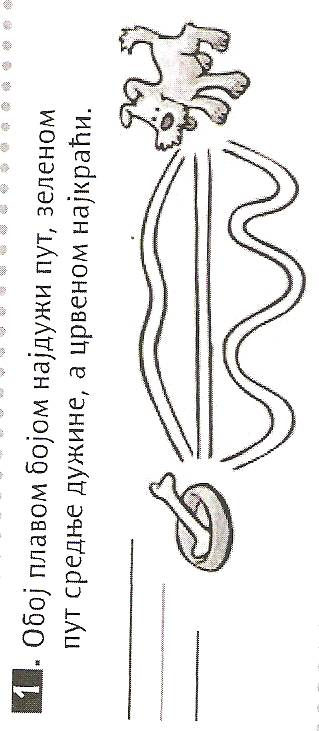 1. Обој плавом бојом најдужи пут, зеленом
пут средње дужине, а црвеном најкраћи.